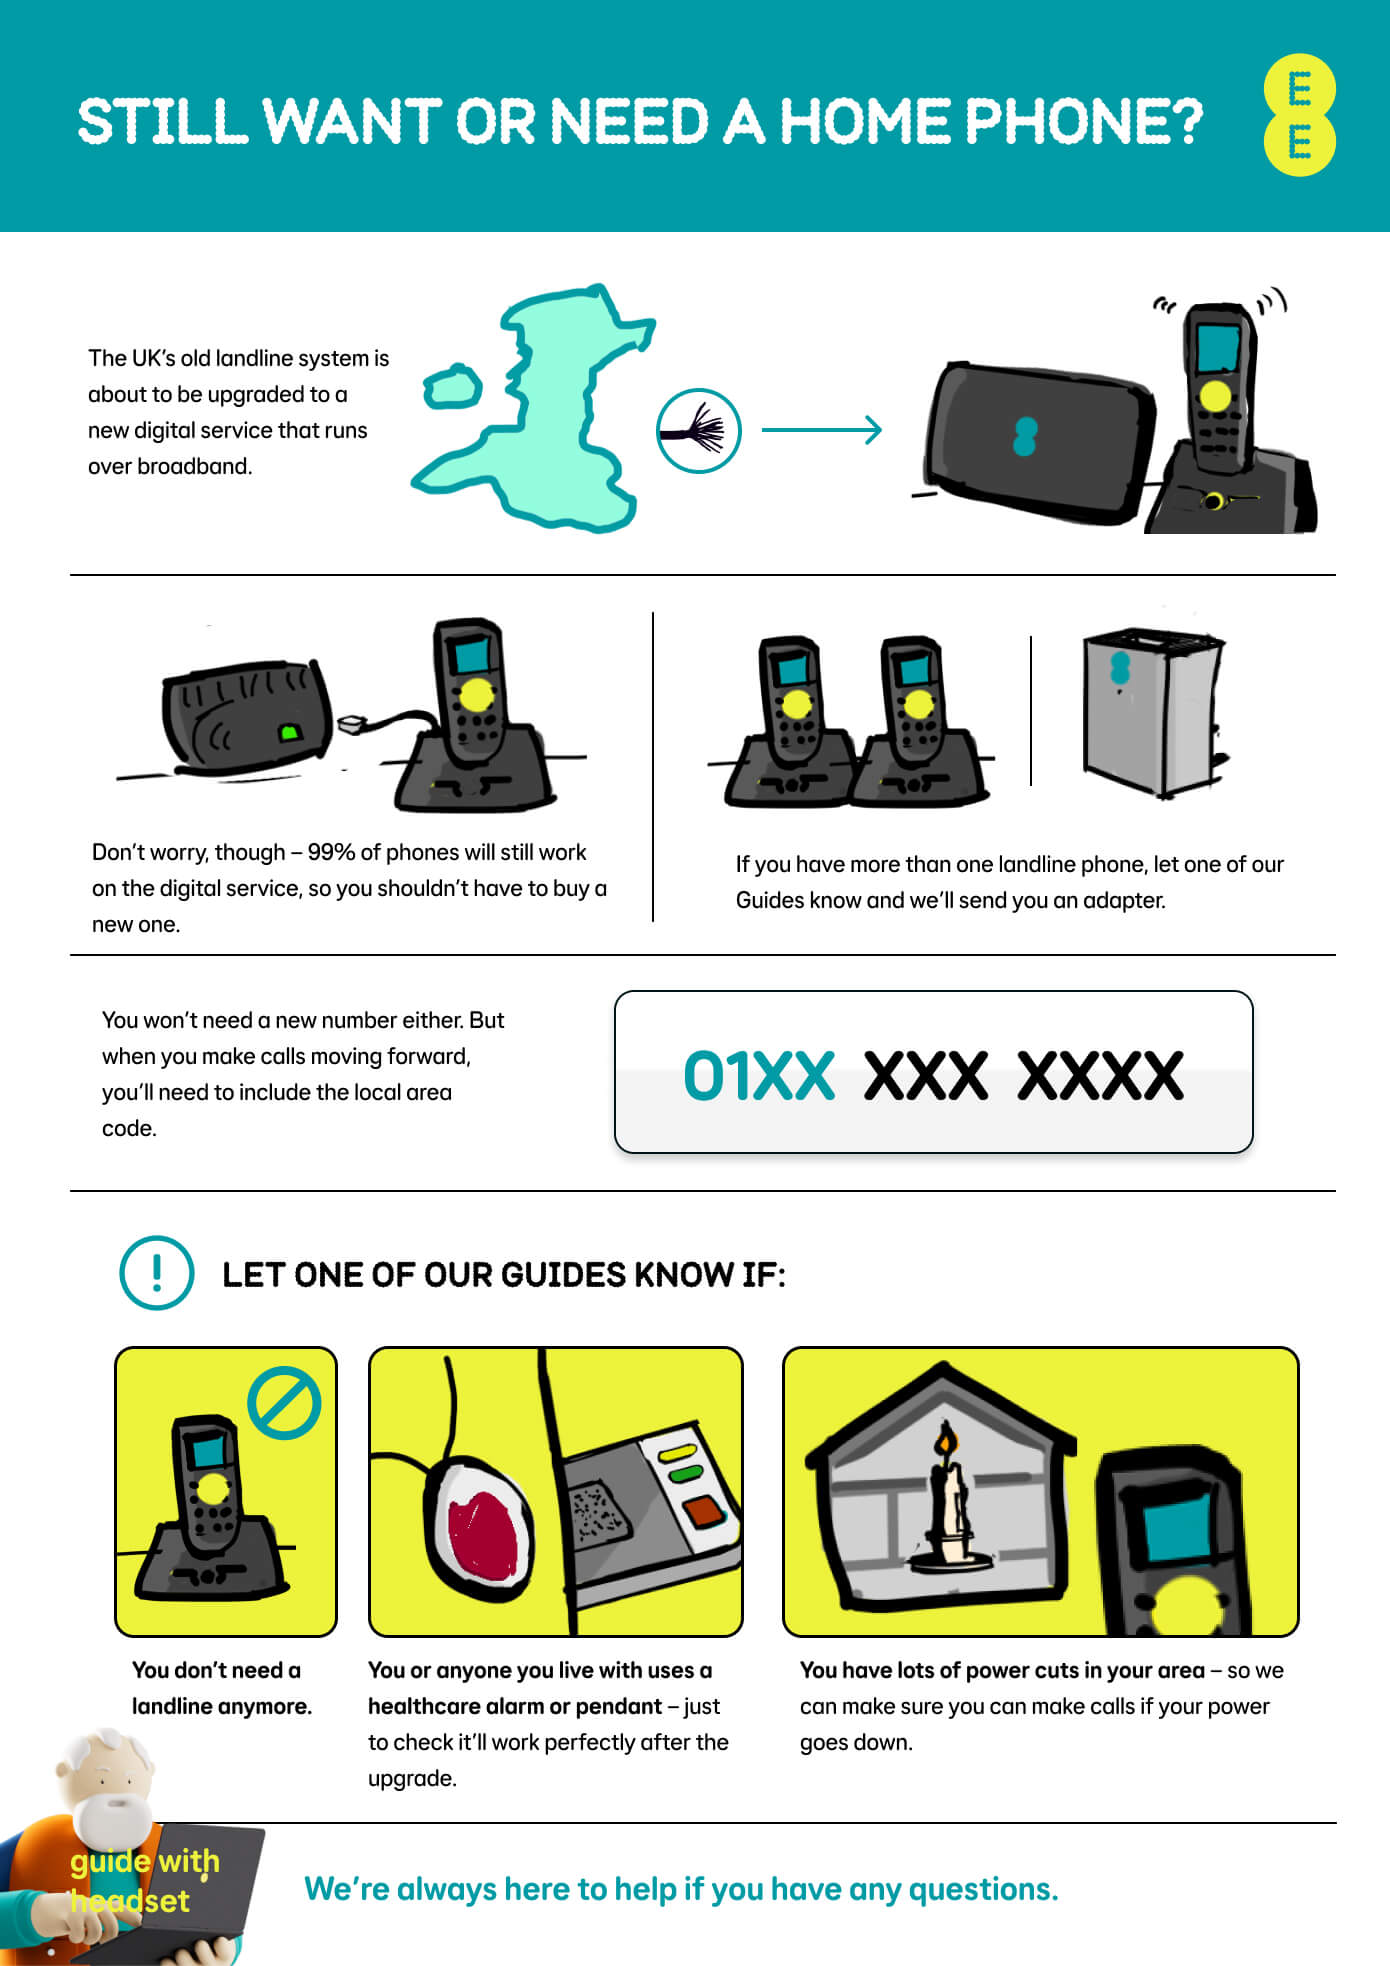 STILL WANT OR NEED A HOME PHONE?
E
E
The UK's old landline system is
about to be upgraded to a
new digital service that runs
over broadband.
Don't worry, though – 99% of phones will still work
on the digital service, so you shouldn't have to buy a
new one.
If you have more than one landline phone, let one of our
Guides know and we'll send you an adapter.
You won't need a new number either. But
when you make calls moving forward,
you'll need to include the local area
code.
01XX XXX XXXX
! LET ONE OF OUR GUIDES KNOW IF:
You don't need a
landline anymore.
You or anyone you live with uses a
healthcare alarm or pendant – just
to check it'll work perfectly after the
upgrade.
You have lots of power cuts in your area – so we
can make sure you can make calls if your power
goes down.
guide with
headset
We're always here to help if you have any questions.